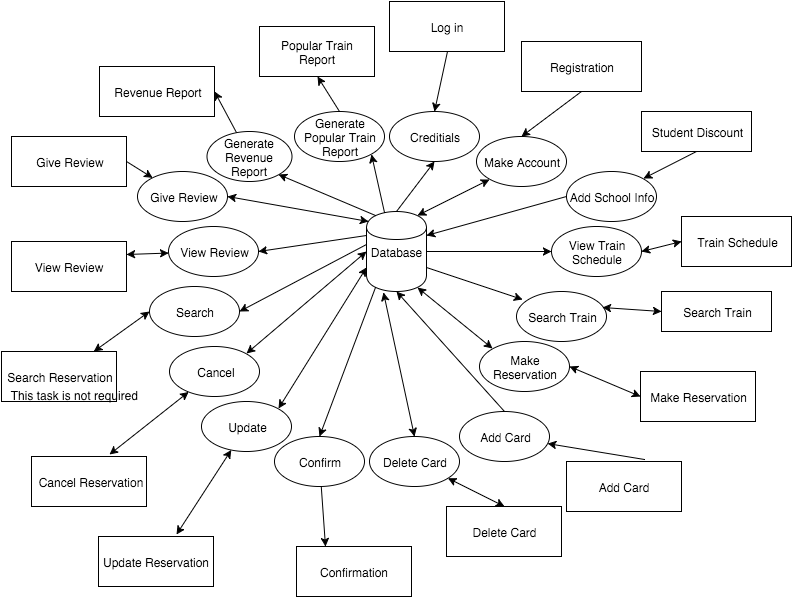 Log in
Popular Train
Report
Registration
Revenue Report
Student Discount
Generate
Popular Train
Report
Creditials
Generate
Revenue
Report
Make Account
Give Review
Give Review
Add School Info
View Review
View Review
Database
View Train
Schedule
Train Schedule
Search
Search Train
Search Train
Search Reservation
This task is not required
Cancel
Make
Reservation
Make Reservation
Update
Add Card
Confirm
Delete Card
Cancel Reservation
Add Card
Delete Card
Update Reservation
Confirmation